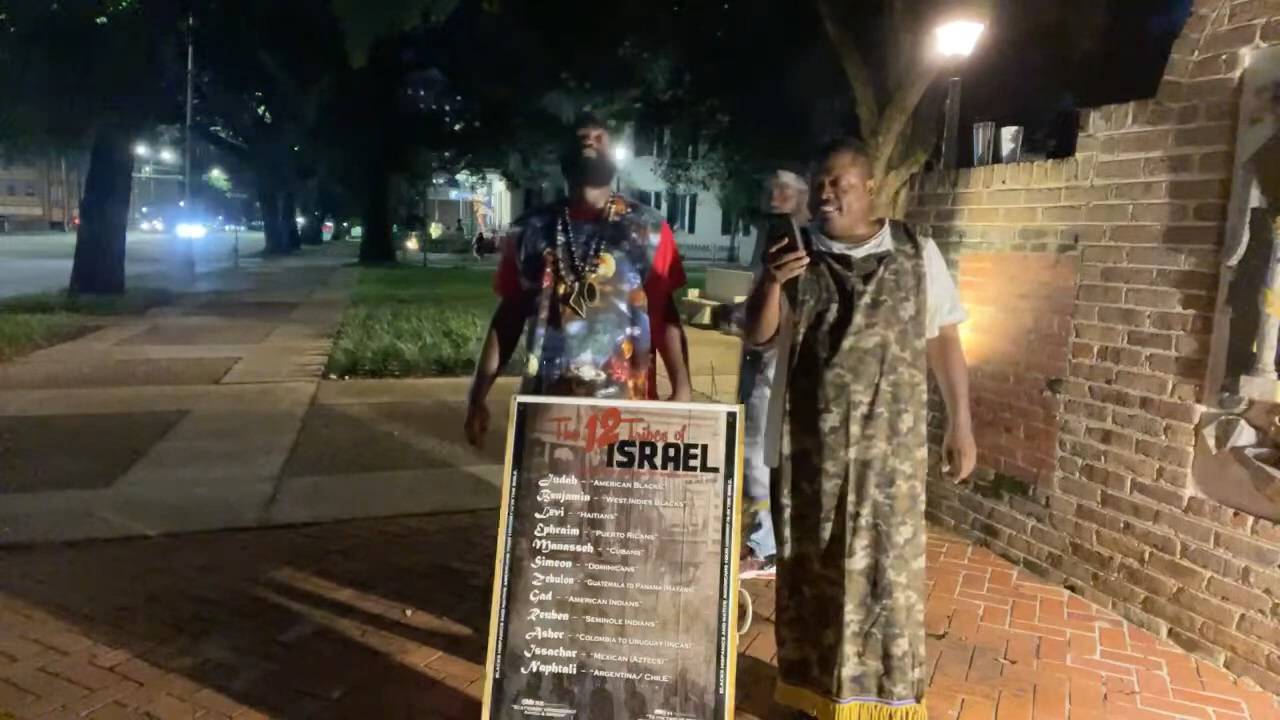 The 12 Tribes of
ISRAEL
Judah - "AMERICAN BLACKS"
Benjamin - "WEST INDIES BLACKS"
Levi - "HAITIANS"
Ephraim - "PUERTO RICANS"
Manasseh - "CUBANS"
Simeon - "DOMINICANS"
Zebulon - "GUATEMALA TO PANAMA (MAYANS)
Gad - "AMERICAN INDIANS"
Reuben - "SEMINOLE INDIANS"
Asher - "COLOMBIA TO URUGUAY (INCAS)
Issachar - "MEXICAN (AZTECS)"
Naphtali - "ARGENTINA/ CHILE"